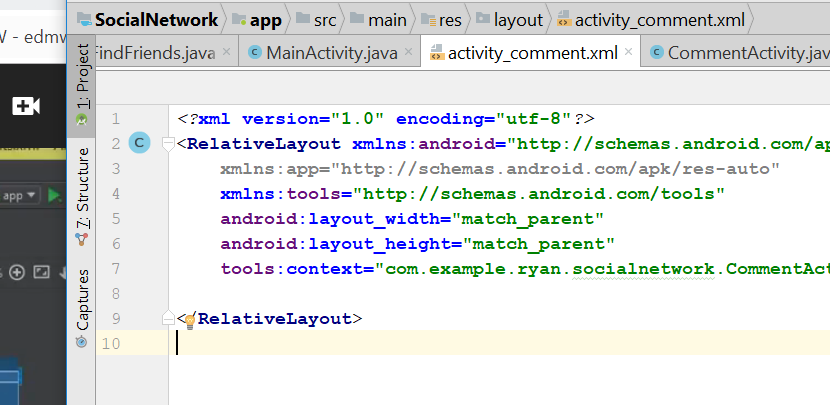 SocialNetwork app src main res layout activity_comment.xml
W - edmw
FindFriends.java MainActivity.java activity_comment.xml CommentActivity.jav
1: Project
1 <?xml version="1.0" encoding="utf-8"?>
2 C <RelativeLayout xmlns:android="http://schemas.android.com/ap
3 xmlns:app="http://schemas.android.com/apk/res-auto"
4 xmlns:tools="http://schemas.android.com/tools"
5 android:layout_width="match_parent"
6 android:layout_height="match_parent"
7 tools:context="com.example.ryan.socialnetwork.CommentAct
8
9 </RelativeLayout>
10
Z: Structure
Captures
app